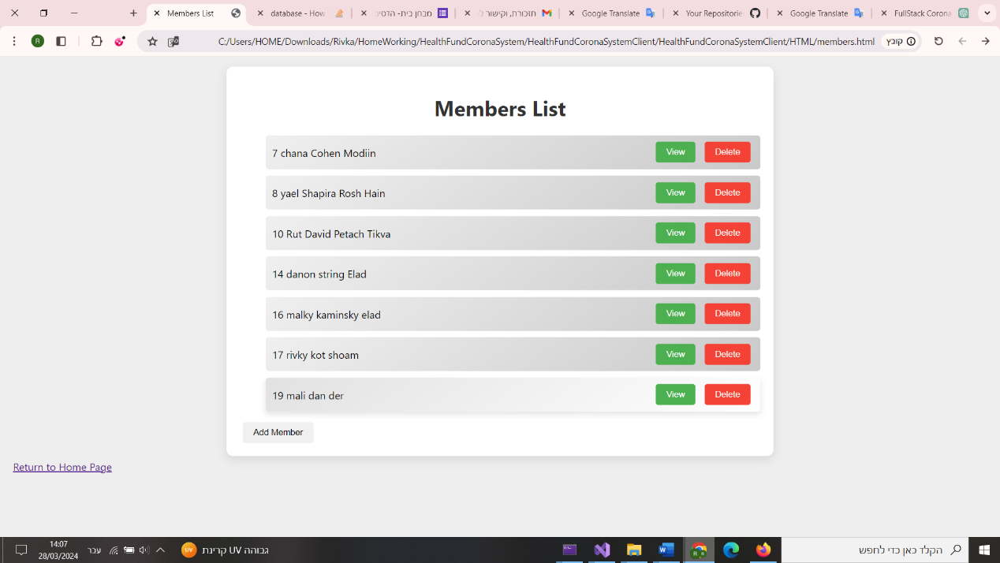 Members List
database - How
מבחן בית- הדסים
תזכורת, וקישור ל
Google Translate
Your Repositories
Google Translate
FullStack Corona
R
C:/Users/HOME/Downloads/Rivka/HomeWorking/HealthFundCoronaSystem/HealthFundCoronaSystemClient/HealthFundCoronaSystemClient/HTML/members.html
קובץ
Members List
7 chana Cohen Modiin
View
Delete
8 yael Shapira Rosh Hain
View
Delete
10 Rut David Petach Tikva
View
Delete
14 danon string Elad
View
Delete
16 malky kaminsky elad
View
Delete
17 rivky kot shoam
View
Delete
19 mali dan der
View
Delete
Add Member
Return to Home Page
14:07
28/03/2024
עבר
UV
קרינת UV גבוהה
הקלד כאן כדי לחפש